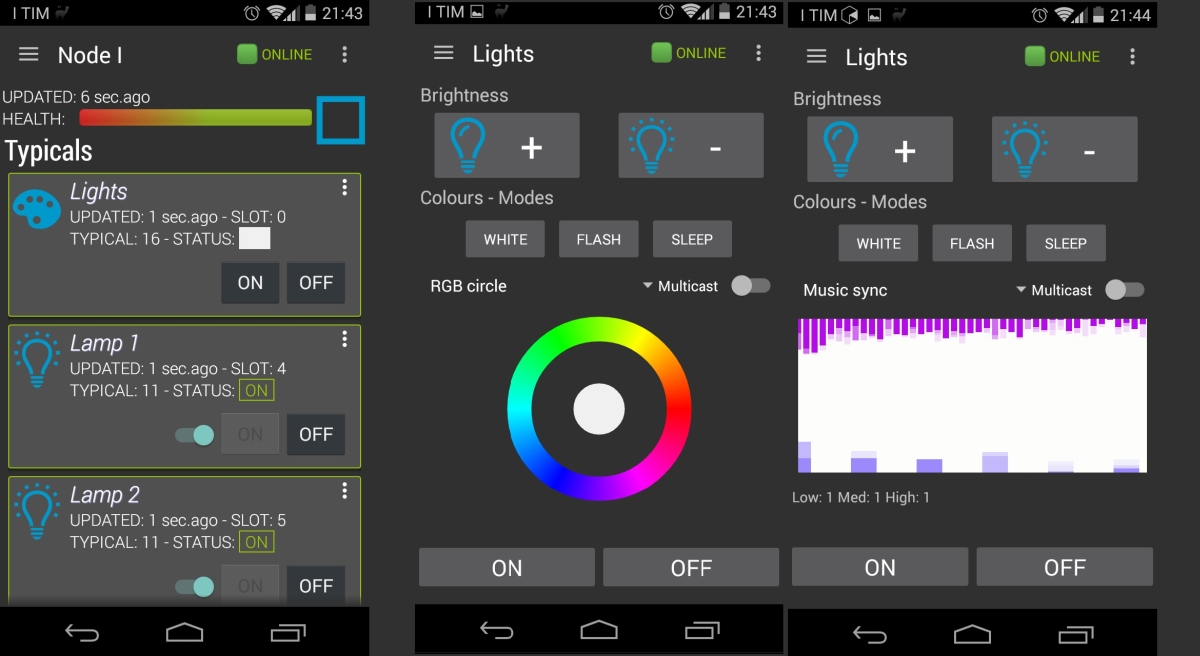 I TIM 21:43
Node I ONLINE
UPDATED: 6 sec.ago
HEALTH:
Typicals
Lights
UPDATED: 1 sec.ago - SLOT: 0
TYPICAL: 16 - STATUS:
ON OFF
Lamp 1
UPDATED: 1 sec.ago - SLOT: 4
TYPICAL: 11 - STATUS: ON
ON OFF
Lamp 2
UPDATED: 1 sec.ago - SLOT: 5
TYPICAL: 11 - STATUS: ON
ON OFF
I TIM 21:43
Lights ONLINE
Brightness
+ -
Colours - Modes
WHITE FLASH SLEEP
RGB circle Multicast
ON OFF
I TIM 21:44
Lights ONLINE
Brightness
+ -
Colours - Modes
WHITE FLASH SLEEP
Music sync Multicast
Low: 1 Med: 1 High: 1
ON OFF